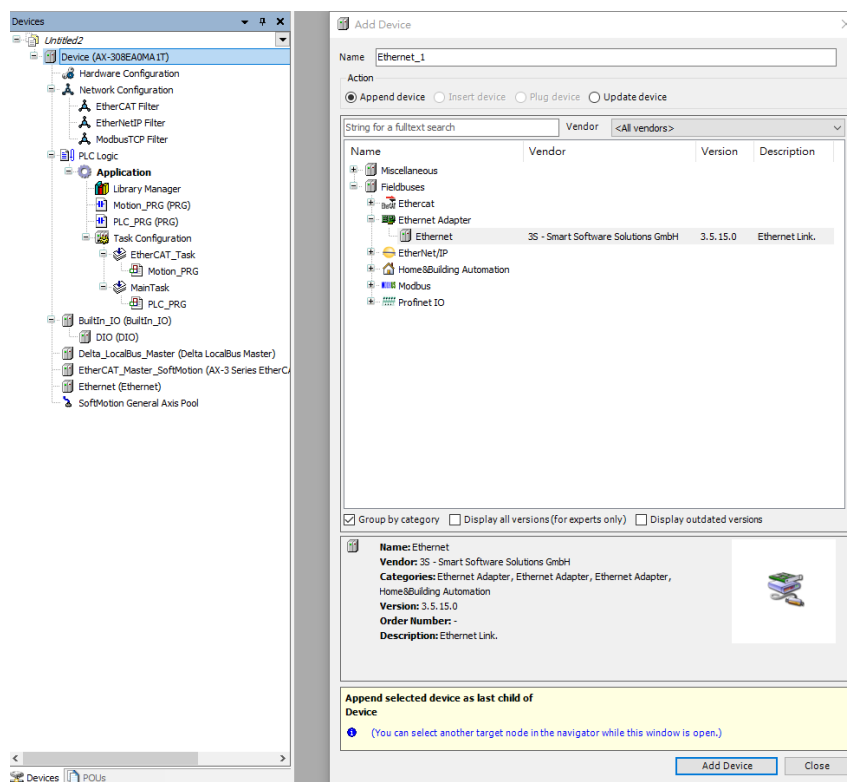 Devices
Untitled2
Device (AX-308EA0MA1T)
Hardware Configuration
Network Configuration
EtherCAT Filter
EtherNetIP Filter
ModbusTCP Filter
PLC Logic
Application
Library Manager
Motion_PRG (PRG)
PLC_PRG (PRG)
Task Configuration
EtherCAT_Task
Motion_PRG
MainTask
PLC_PRG
BuiltIn_IO (BuiltIn_IO)
DIO (DIO)
Delta_LocalBus_Master (Delta LocalBus Master)
EtherCAT_Master_SoftMotion (AX-3 Series EtherC
Ethernet (Ethernet)
SoftMotion General Axis Pool
Devices POUs
Add Device
Name Ethernet_1
Action
Append device Insert device Plug device Update device
String for a fulltext search Vendor <All vendors>
Name Vendor Version Description
Miscellaneous
Fieldbuses
Ethercat
Ethernet Adapter
Ethernet 3S - Smart Software Solutions GmbH 3.5.15.0 Ethernet Link.
EtherNet/IP
Home&Building Automation
Modbus
Profinet IO
Group by category Display all versions (for experts only) Display outdated versions
Name: Ethernet
Vendor: 3S - Smart Software Solutions GmbH
Categories: Ethernet Adapter, Ethernet Adapter, Ethernet Adapter,
Home&Building Automation
Version: 3.5.15.0
Order Number: -
Description: Ethernet Link.
Append selected device as last child of
Device
(You can select another target node in the navigator while this window is open.)
Add Device Close